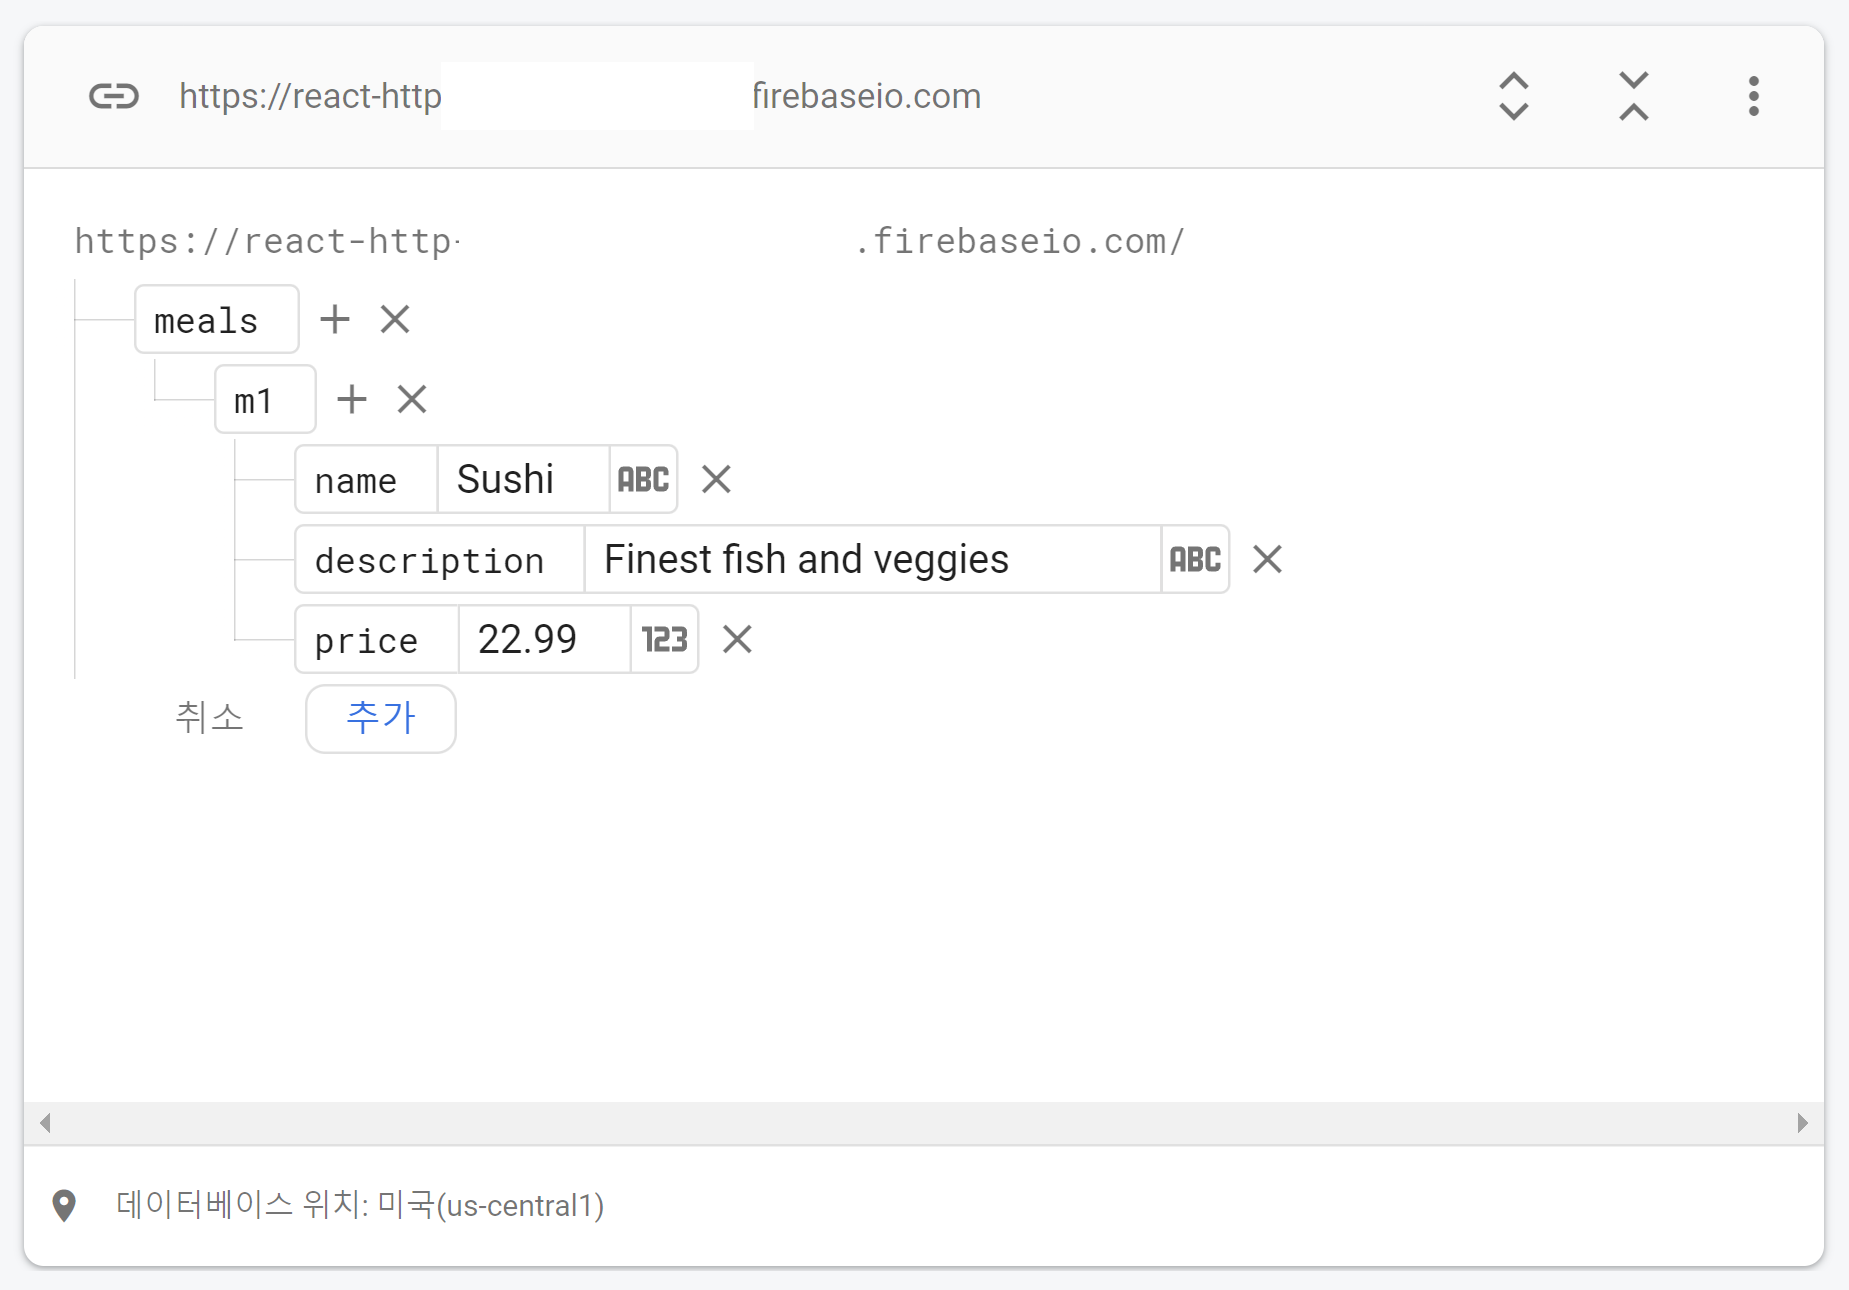 https://react-http firebaseio.com
https://react-http- .firebaseio.com/
meals
m1
name Sushi ABC
description Finest fish and veggies ABC
price 22.99 123
취소 추가
데이터베이스 위치: 미국(us-central1)